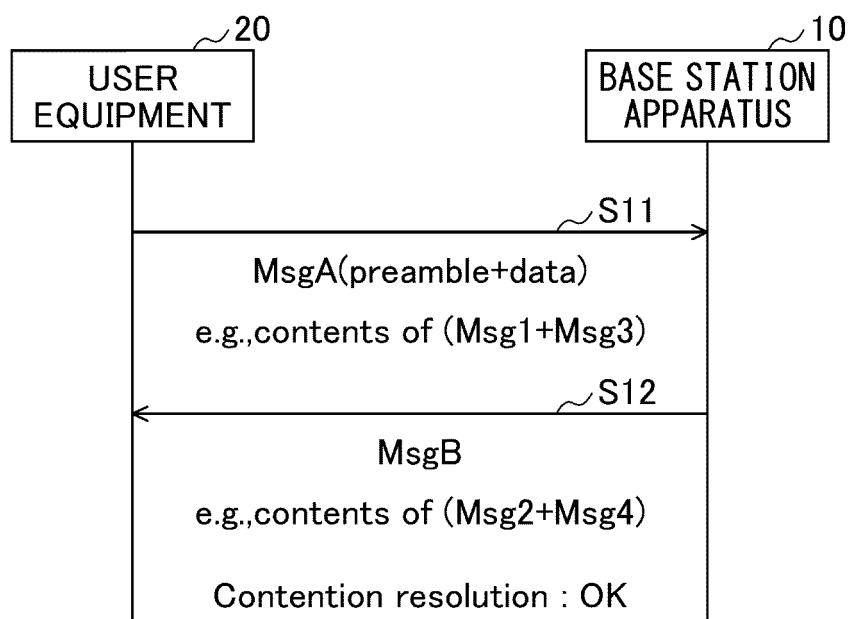 20
10
USER
EQUIPMENT
BASE STATION
APPARATUS
S11
MsgA(preamble+data)
e.g.,contents of (Msg1+Msg3)
S12
MsgB
e.g.,contents of (Msg2+Msg4)
Contention resolution : OK